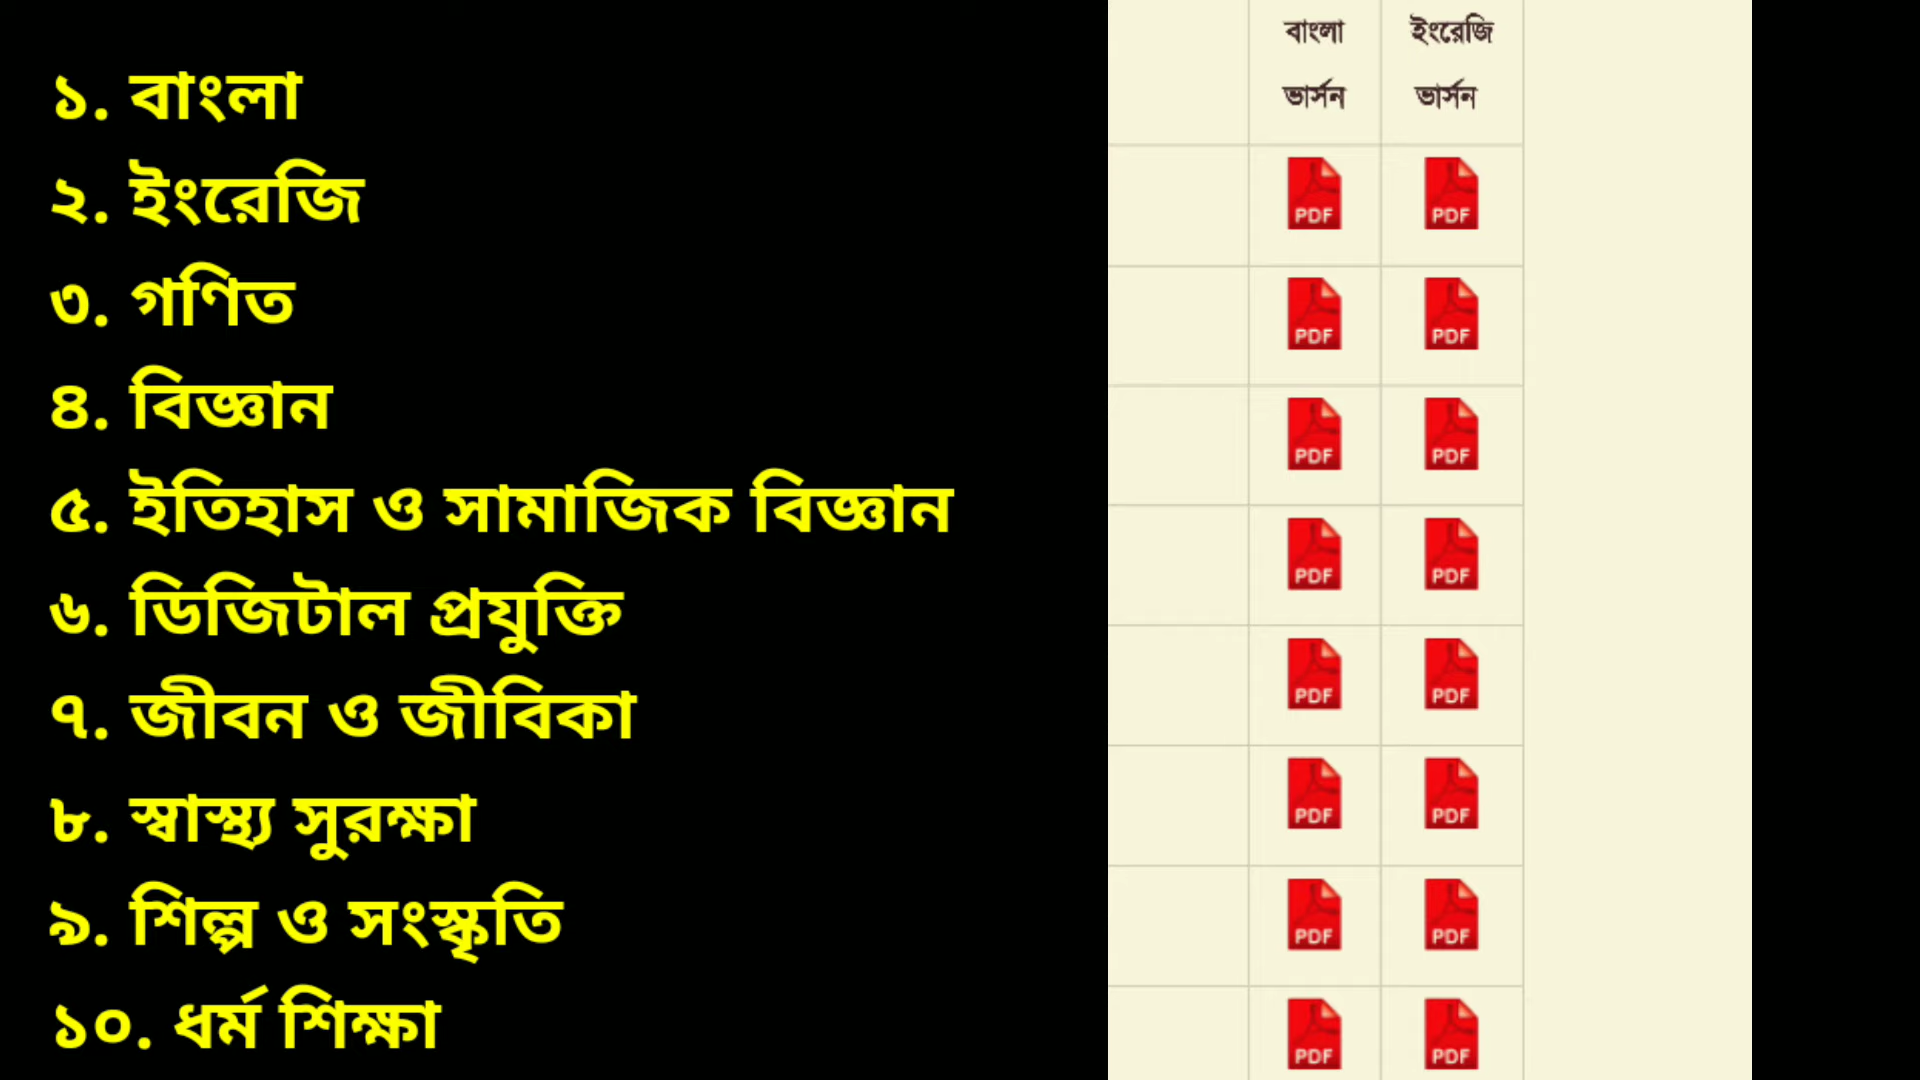 ১. বাংলা
২. ইংরেজি
৩. গণিত
৪. বিজ্ঞান
৫. ইতিহাস ও সামাজিক বিজ্ঞান
৬. ডিজিটাল প্রযুক্তি
৭. জীবন ও জীবিকা
৮. স্বাস্থ্য সুরক্ষা
৯. শিল্প ও সংস্কৃতি
১০. ধর্ম শিক্ষা
বাংলা ইংরেজি
ভার্সন ভার্সন
PDF PDF
PDF PDF
PDF PDF
PDF PDF
PDF PDF
PDF PDF
PDF PDF
PDF PDF